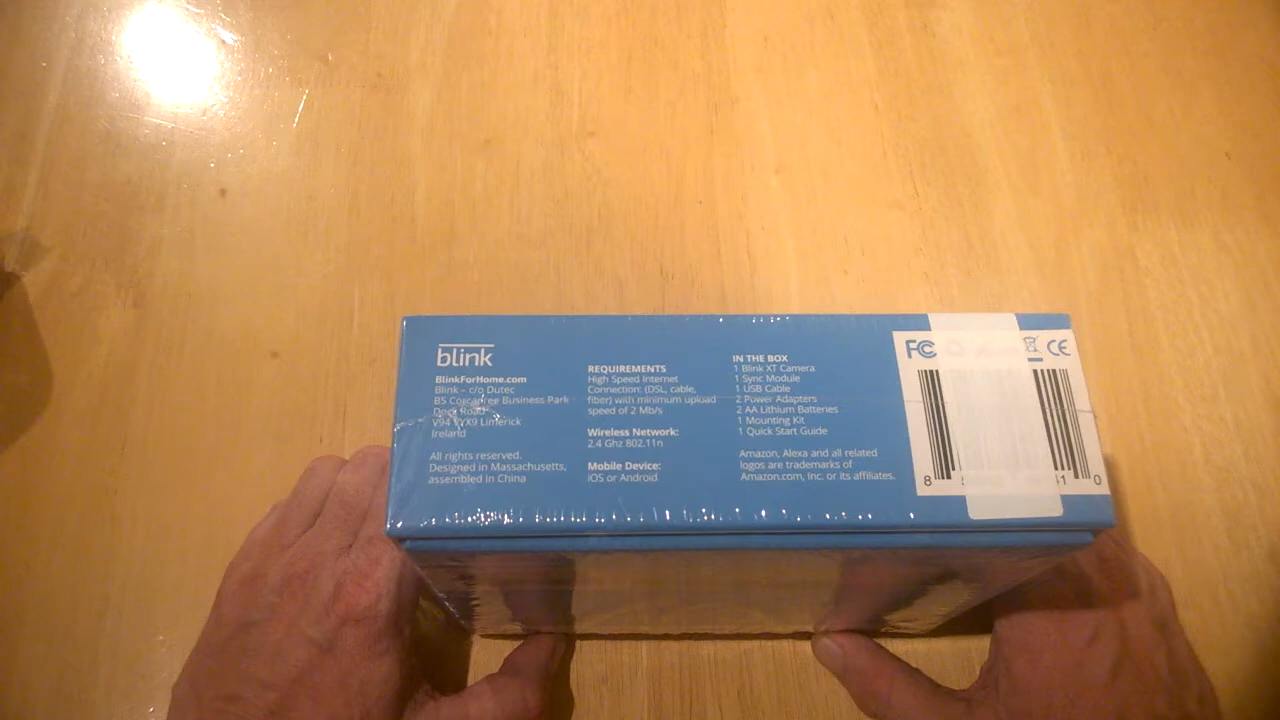 blink
BlinkForHome.com
Blink – c/o Dutec
B5 Corcanree Business Park
Dock Road
V94 VYX9 Limerick
Ireland
All rights reserved.
Designed in Massachusetts,
assembled in China
REQUIREMENTS
High Speed Internet
Connection: (DSL, cable,
fiber) with minimum upload
speed of 2 Mb/s
Wireless Network:
2.4 Ghz 802.11n
Mobile Device:
iOS or Android
IN THE BOX
1 Blink XT Camera
1 Sync Module
1 USB Cable
2 Power Adapters
2 AA Lithium Batteries
1 Mounting Kit
1 Quick Start Guide
Amazon, Alexa and all related
logos are trademarks of
Amazon.com, Inc. or its affiliates.
FC CE
8 1 0